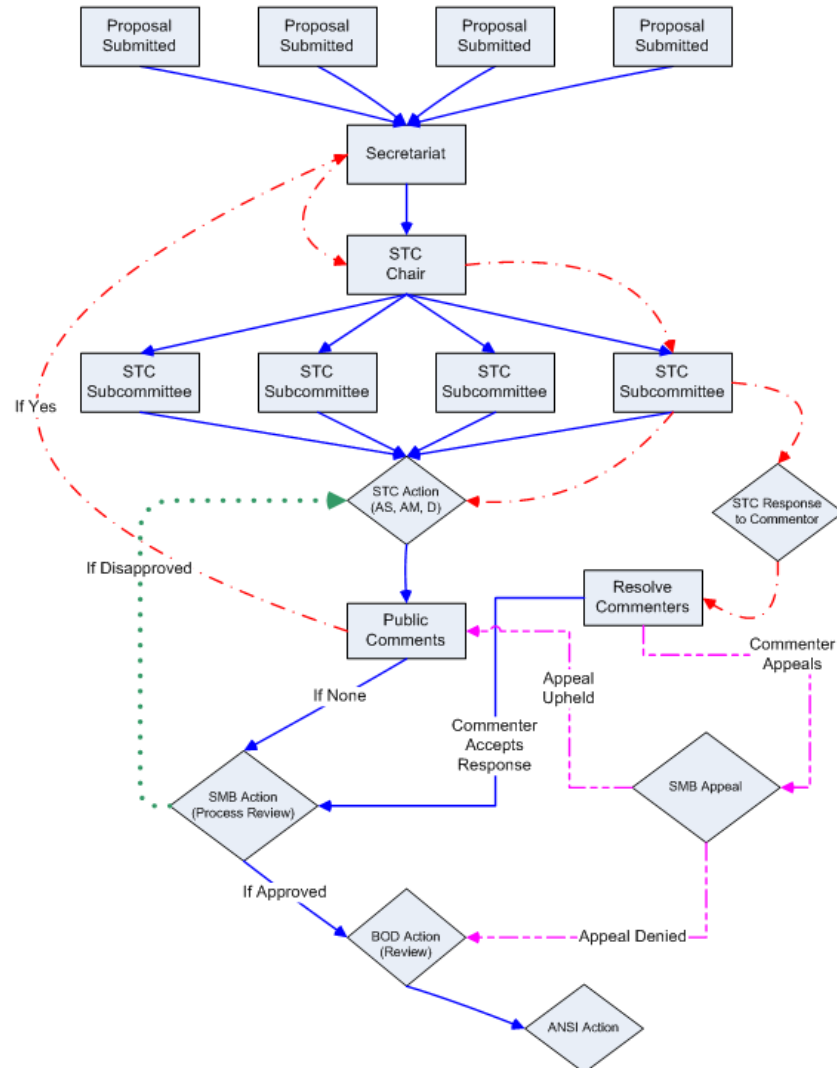 Proposal
Submitted
Proposal
Submitted
Proposal
Submitted
Proposal
Submitted
Secretariat
STC
Chair
STC
Subcommittee
STC
Subcommittee
STC
Subcommittee
STC
Subcommittee
If Yes
STC Action
(AS, AM, D)
STC Response
to Commentor
If Disapproved
Resolve
Commenters
Public
Comments
Commenter
Appeals
Appeal
Upheld
If None
Commenter
Accepts
Response
SMB Action
(Process Review)
SMB Appeal
If Approved
BOD Action
(Review)
Appeal Denied
ANSI Action